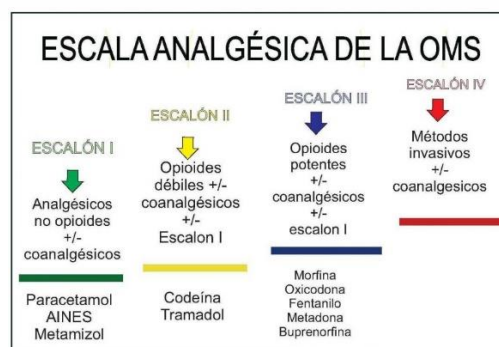 ESCALA ANALGÉSICA DE LA OMS
ESCALÓN I
Analgésicos
no opioides
+/-
coanalgésicos
Paracetamol
AINES
Metamizol
ESCALÓN II
Opioides
débiles +/-
coanalgésicos
+/-
Escalon I
Codeína
Tramadol
ESCALÓN III
Opioides
potentes
+/-
coanalgésicos
+/-
escalon I
Morfina
Oxicodona
Fentanilo
Metadona
Buprenorfina
ESCALÓN IV
Métodos
invasivos
+/-
coanalgesicos